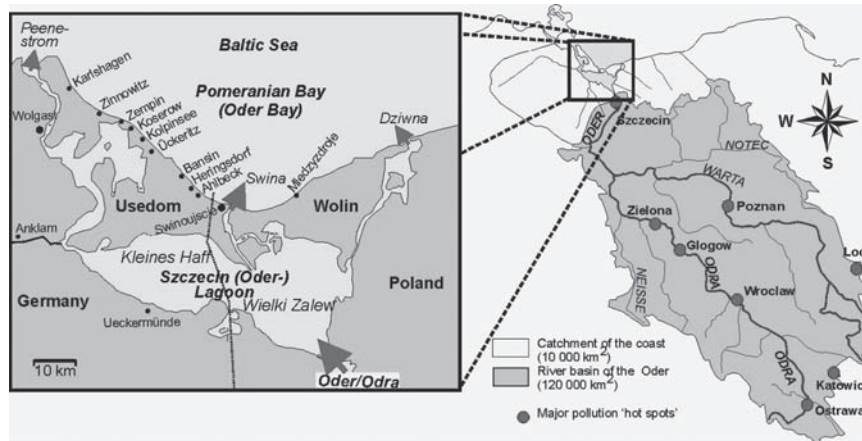 Peene-
strom
Baltic Sea
Karlshagen
Pomeranian Bay
(Oder Bay)
Zinnowitz
Zempin
Koserow
Kolpinsee
Ückeritz
Wolgast
Dziwna
Bansin
Heringsdorf
Ahlbeck
Swina
Miedzyzdroje
Usedom
Swinoujscie
Wolin
Anklam
Kleines Haff
Szczecin (Oder-)
Lagoon
Wielki Zalew
Poland
Germany
Ueckermünde
10 km
Oder/Odra
N
W
S
ODER
Szczecin
NOTEC
WARTA
Zielona
Poznan
Glogow
ODRA
NEISSE
Wroclaw
ODRA
Katowic
Ostrawa
Catchment of the coast
(10 000 km²)
River basin of the Oder
(120 000 km²)
Major pollution ‘hot spots’